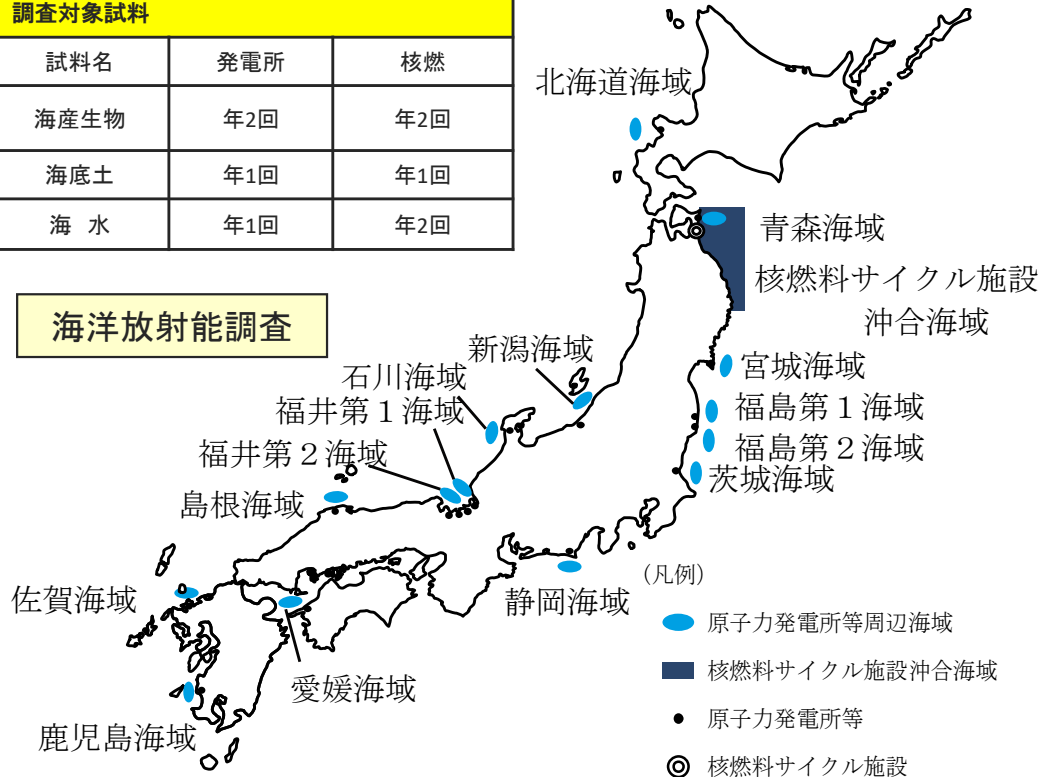 調査対象試料
試料名 発電所 核燃
海産生物 年2回 年2回
海底土 年1回 年1回
海 水 年1回 年2回
海洋放射能調査
北海道海域
青森海域
核燃料サイクル施設
沖合海域
宮城海域
福島第1海域
福島第2海域
茨城海域
新潟海域
石川海域
福井第1海域
福井第2海域
島根海域
佐賀海域
鹿児島海域
愛媛海域
静岡海域
(凡例)
原子力発電所等周辺海域
核燃料サイクル施設沖合海域
原子力発電所等
核燃料サイクル施設